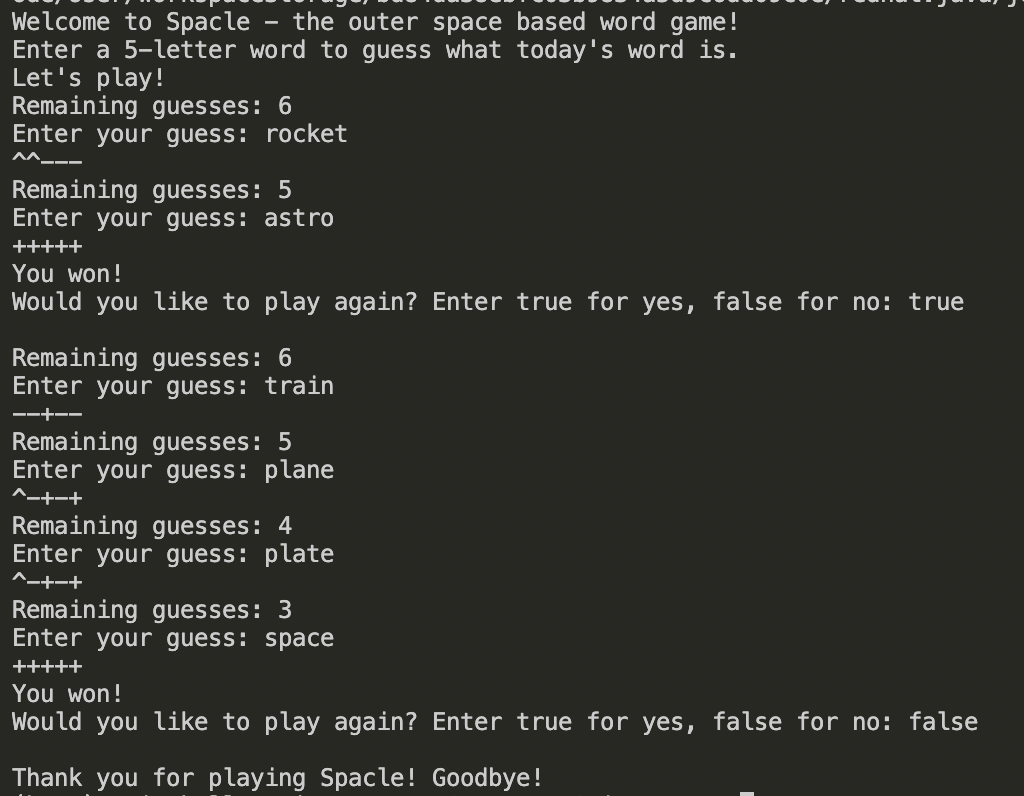 Welcome to Spacle - the outer space based word game!
Enter a 5-letter word to guess what today's word is.
Let's play!
Remaining guesses: 6
Enter your guess: rocket
^^---
Remaining guesses: 5
Enter your guess: astro
+++++
You won!
Would you like to play again? Enter true for yes, false for no: true
Remaining guesses: 6
Enter your guess: train
--+--
Remaining guesses: 5
Enter your guess: plane
^-+-+
Remaining guesses: 4
Enter your guess: plate
^-+-+
Remaining guesses: 3
Enter your guess: space
+++++
You won!
Would you like to play again? Enter true for yes, false for no: false
Thank you for playing Spacle! Goodbye!